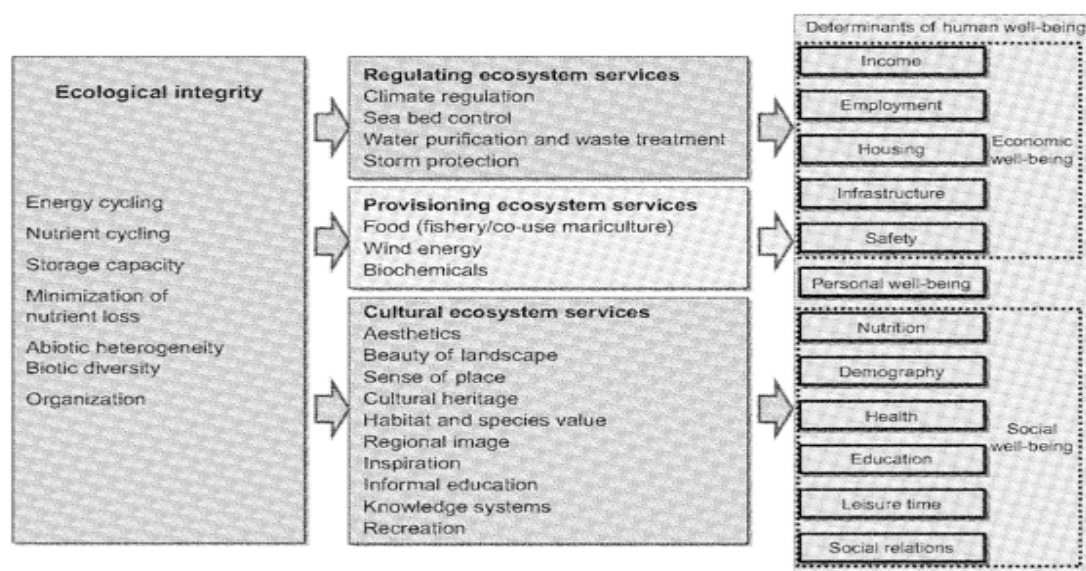 Ecological integrity
Energy cycling
Nutrient cycling
Storage capacity
Minimization of
nutrient loss
Abiotic heterogeneity
Biotic diversity
Organization
Regulating ecosystem services
Climate regulation
Sea bed control
Water purification and waste treatment
Storm protection
Provisioning ecosystem services
Food (fishery/co-use mariculture)
Wind energy
Biochemicals
Cultural ecosystem services
Aesthetics
Beauty of landscape
Sense of place
Cultural heritage
Habitat and species value
Regional image
Inspiration
Informal education
Knowledge systems
Recreation
Determinants of human well-being
Income
Employment
Housing
Infrastructure
Safety
Economic
well-being
Personal well-being
Nutrition
Demography
Health
Education
Leisure time
Social relations
Social
well-being